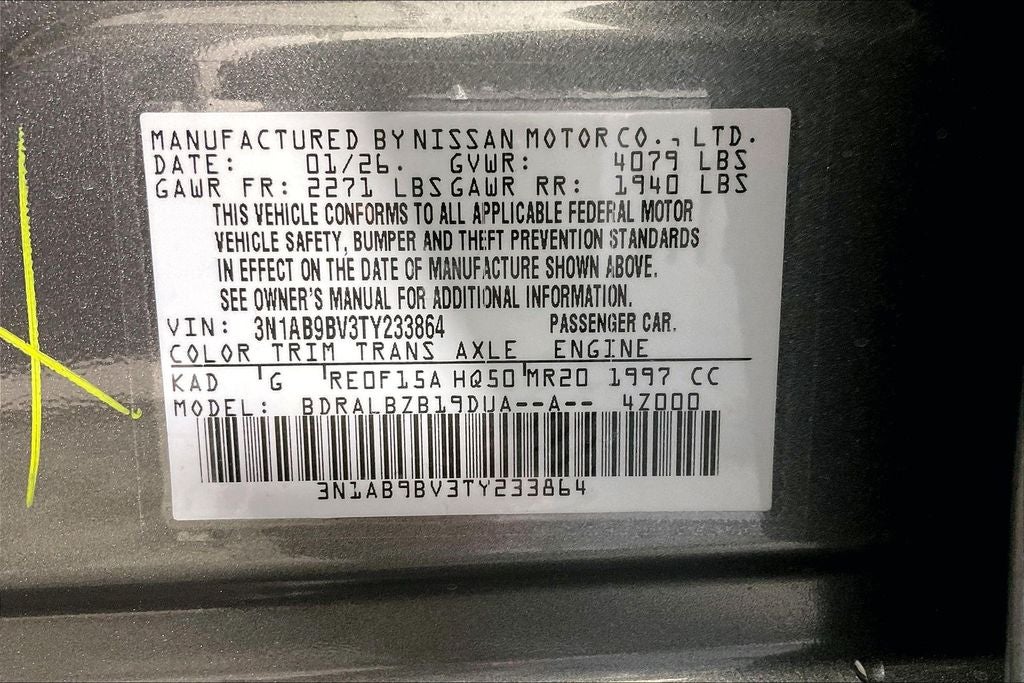 MANUFACTURED BY NISSAN MOTOR CO., LTD.
DATE: 01/26. GVWR: 4079 LBS
GAWR FR: 2271 LBS GAWR RR: 1940 LBS
THIS VEHICLE CONFORMS TO ALL APPLICABLE FEDERAL MOTOR
VEHICLE SAFETY, BUMPER AND THEFT PREVENTION STANDARDS
IN EFFECT ON THE DATE OF MANUFACTURE SHOWN ABOVE.
SEE OWNER'S MANUAL FOR ADDITIONAL INFORMATION.
VIN: 3N1AB9BV3TY233864 PASSENGER CAR.
COLOR TRIM TRANS AXLE ENGINE
KAD G RE0F15A HQ50 MR20 1997 CC
MODEL: BDRALBZB19DUA--A-- 4Z000
3N1AB9BV3TY233864